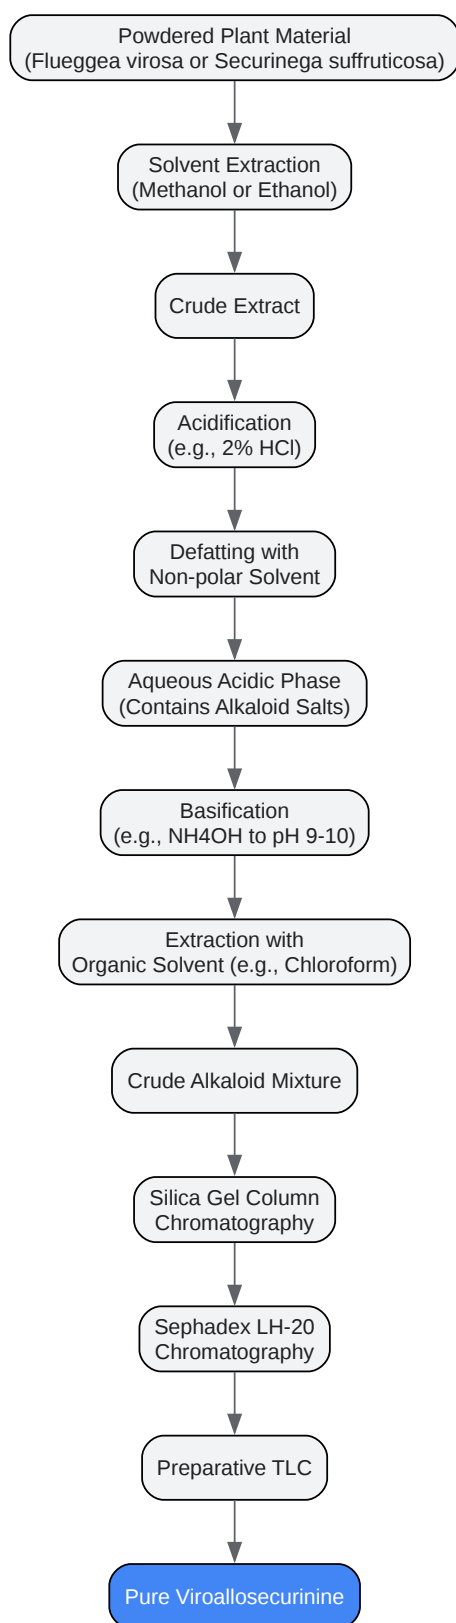 Powdered Plant Material
(Flueggea virosa or Securinega suffruticosa)
Solvent Extraction
(Methanol or Ethanol)
Crude Extract
Acidification
(e.g., 2% HCl)
Defatting with
Non-polar Solvent
Aqueous Acidic Phase
(Contains Alkaloid Salts)
Basification
(e.g., NH4OH to pH 9-10)
Extraction with
Organic Solvent (e.g., Chloroform)
Crude Alkaloid Mixture
Silica Gel Column
Chromatography
Sephadex LH-20
Chromatography
Preparative TLC
Pure Viroallosecurinine